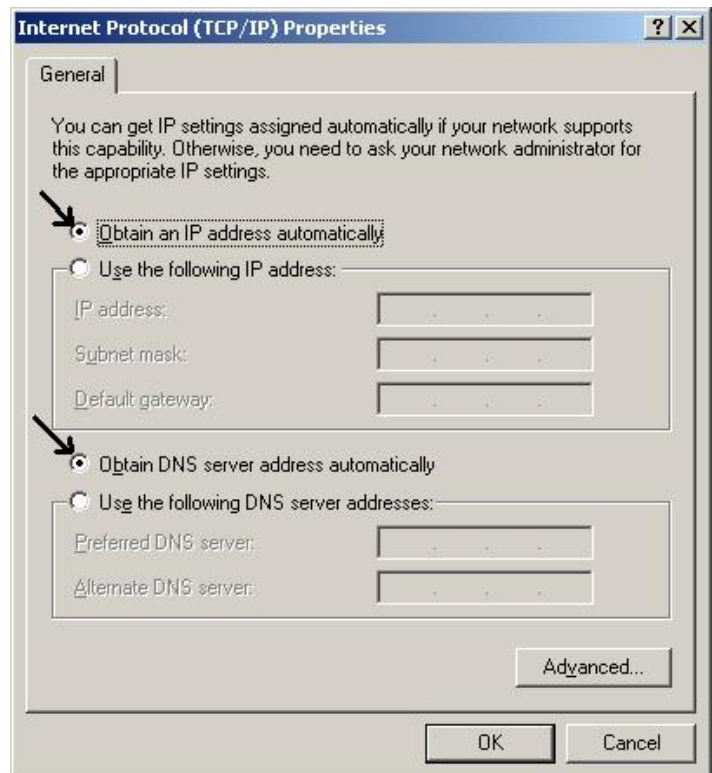 Internet Protocol (TCP/IP) Properties
General
You can get IP settings assigned automatically if your network supports
this capability. Otherwise, you need to ask your network administrator for
the appropriate IP settings.
Obtain an IP address automatically
Use the following IP address:
IP address:
Subnet mask:
Default gateway:
Obtain DNS server address automatically
Use the following DNS server addresses:
Preferred DNS server:
Alternate DNS server:
Advanced...
OK Cancel